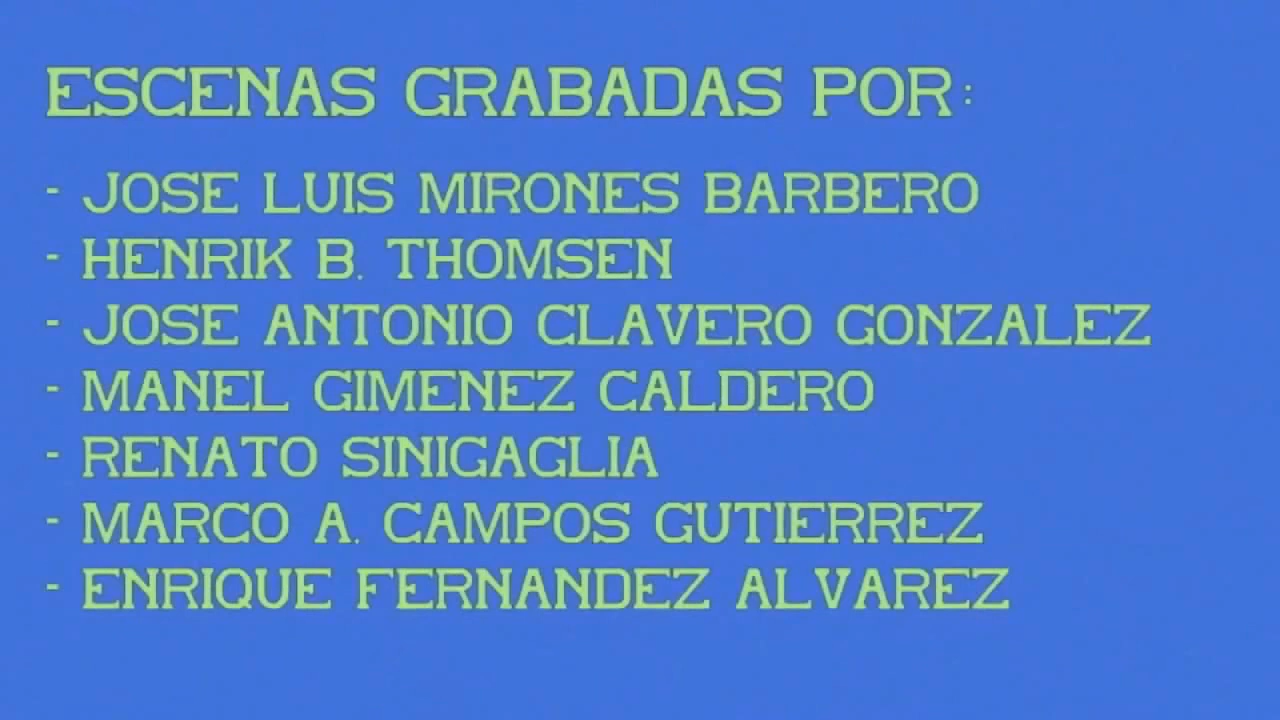 ESCENAS GRABADAS POR:
- JOSE LUIS MIRONES BARBERO
- HENRIK B. THOMSEN
- JOSE ANTONIO CLAVERO GONZALEZ
- MANEL GIMENEZ CALDERO
- RENATO SINIGAGLIA
- MARCO A. CAMPOS GUTIERREZ
- ENRIQUE FERNANDEZ ALVAREZ